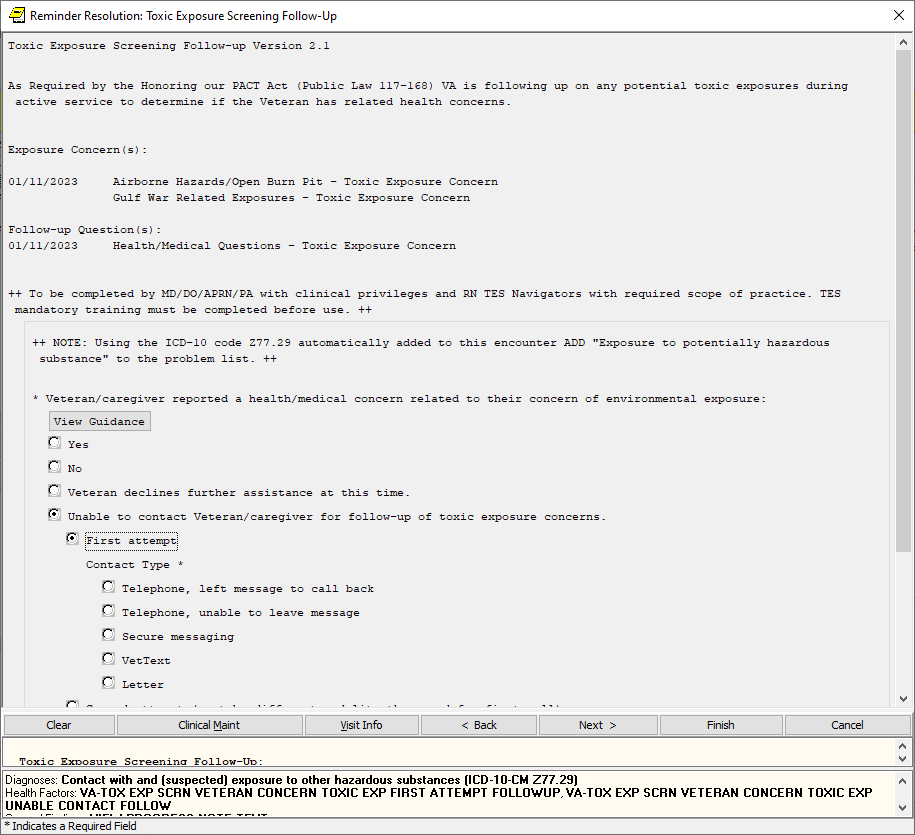 Reminder Resolution: Toxic Exposure Screening Follow-Up
Toxic Exposure Screening Follow-up Version 2.1
As Required by the Honoring our PACT Act (Public Law 117-168) VA is following up on any potential toxic exposures during
active service to determine if the Veteran has related health concerns.
Exposure Concern(s):
01/11/2023 Airborne Hazards/Open Burn Pit - Toxic Exposure Concern
Gulf War Related Exposures - Toxic Exposure Concern
Follow-up Question(s):
01/11/2023 Health/Medical Questions - Toxic Exposure Concern
++ To be completed by MD/DO/APRN/PA with clinical privileges and RN TES Navigators with required scope of practice. TES
mandatory training must be completed before use. ++
++ NOTE: Using the ICD-10 code Z77.29 automatically added to this encounter ADD "Exposure to potentially hazardous
substance" to the problem list. ++
* Veteran/caregiver reported a health/medical concern related to their concern of environmental exposure:
View Guidance
Yes
No
Veteran declines further assistance at this time.
Unable to contact Veteran/caregiver for follow-up of toxic exposure concerns.
First attempt
Contact Type *
Telephone, left message to call back
Telephone, unable to leave message
Secure messaging
VetText
Letter
Clear Clinical Maint Visit Info < Back Next > Finish Cancel
Toxic Exposure Screening Follow-Up:
Diagnoses: Contact with and (suspected) exposure to other hazardous substances (ICD-10-CM Z77.29)
Health Factors: VA-TOX EXP SCRN VETERAN CONCERN TOXIC EXP FIRST ATTEMPT FOLLOWUP, VA-TOX EXP SCRN VETERAN CONCERN TOXIC EXP
UNABLE CONTACT FOLLOW
* Indicates a Required Field